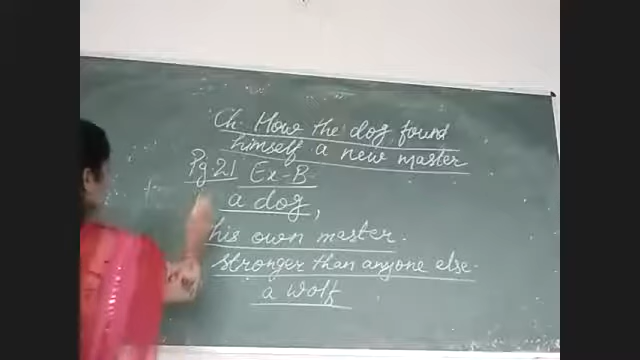 Ch. How the dog found
himself a new master
Pg-21 Ex-B
a dog,
his own master.
stronger than anyone else.
a wolf